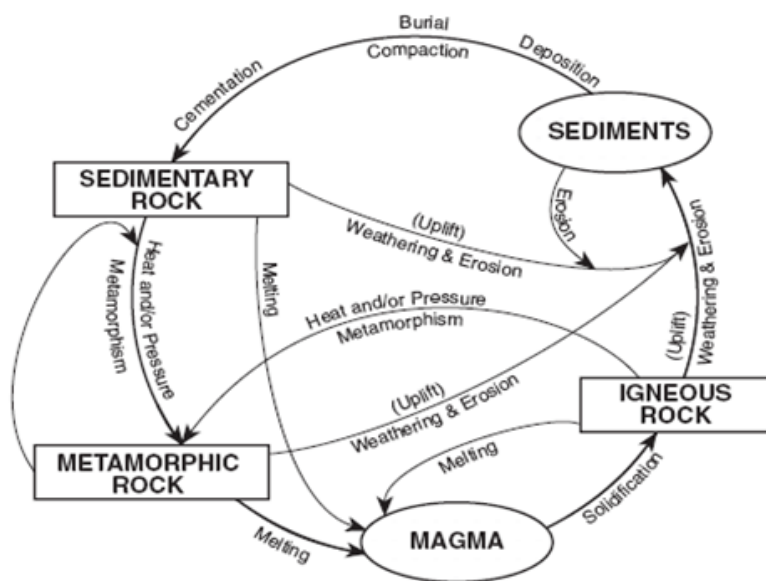 Burial
Compaction
Deposition
Cementation
SEDIMENTS
SEDIMENTARY
ROCK
Erosion
(Uplift)
Weathering & Erosion
(Uplift)
Weathering & Erosion
Heat and/or Pressure
Metamorphism
Melting
Heat and/or Pressure
Metamorphism
IGNEOUS
ROCK
(Uplift)
Weathering & Erosion
METAMORPHIC
ROCK
Melting
Solidification
Melting
MAGMA